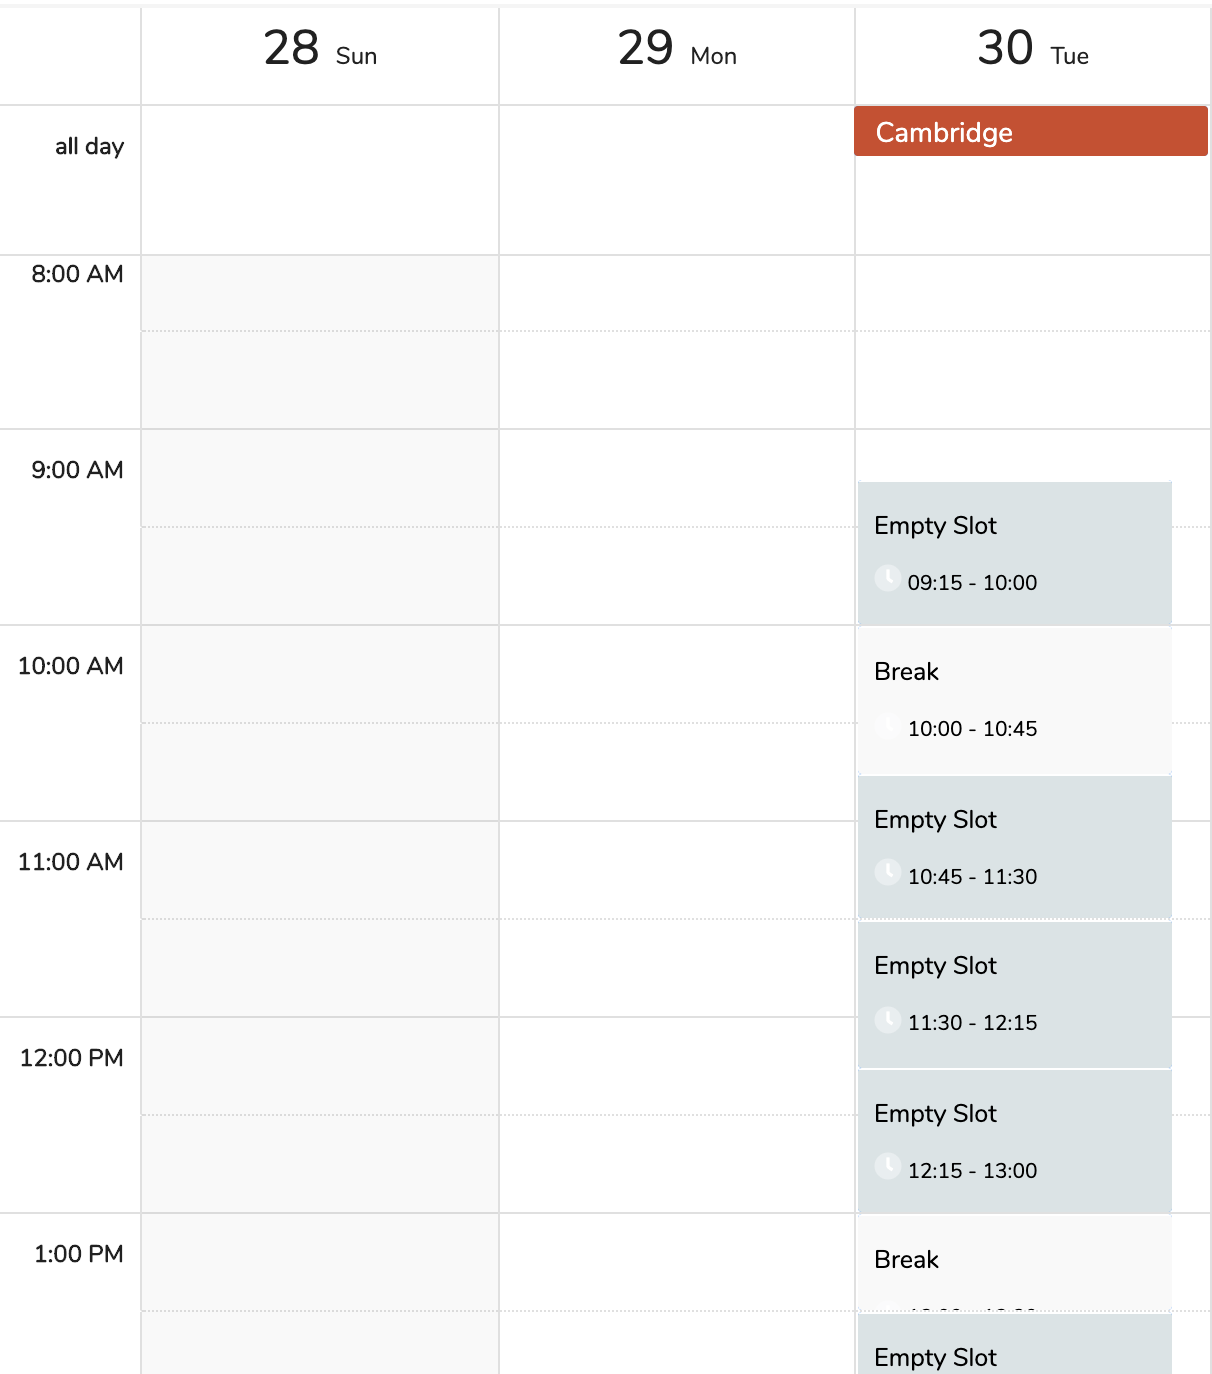 28 Sun
29 Mon
30 Tue
all day
Cambridge
8:00 AM
9:00 AM
Empty Slot
09:15 - 10:00
10:00 AM
Break
10:00 - 10:45
Empty Slot
10:45 - 11:30
11:00 AM
Empty Slot
11:30 - 12:15
12:00 PM
Empty Slot
12:15 - 13:00
1:00 PM
Break
Empty Slot